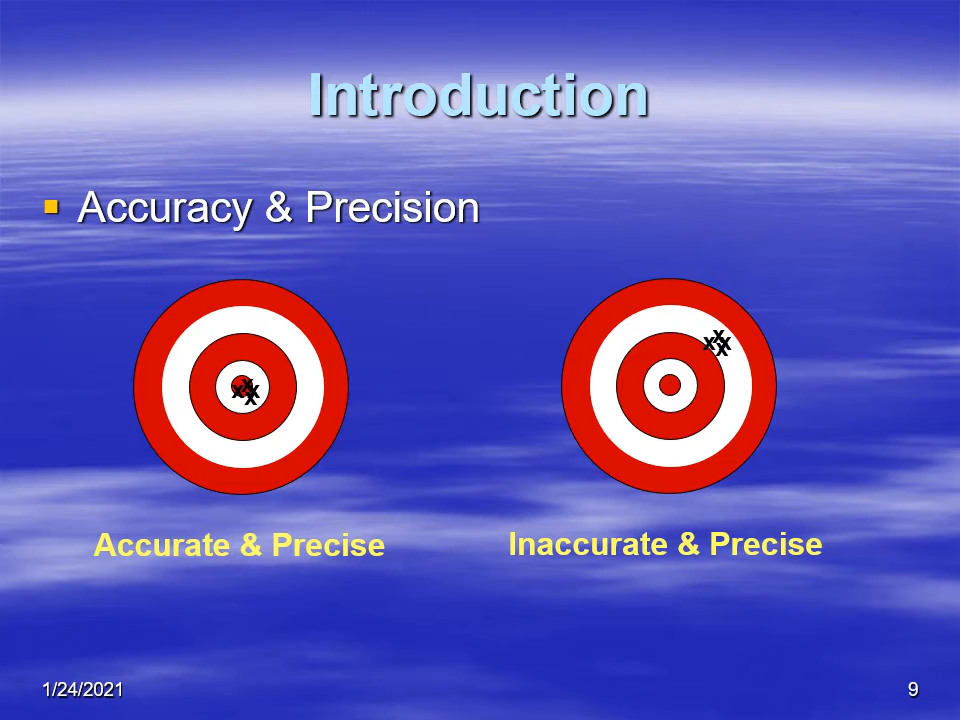 Introduction
Accuracy & Precision
x
x x
x
x
x x
x
Accurate & Precise
Inaccurate & Precise
1/24/2021
9